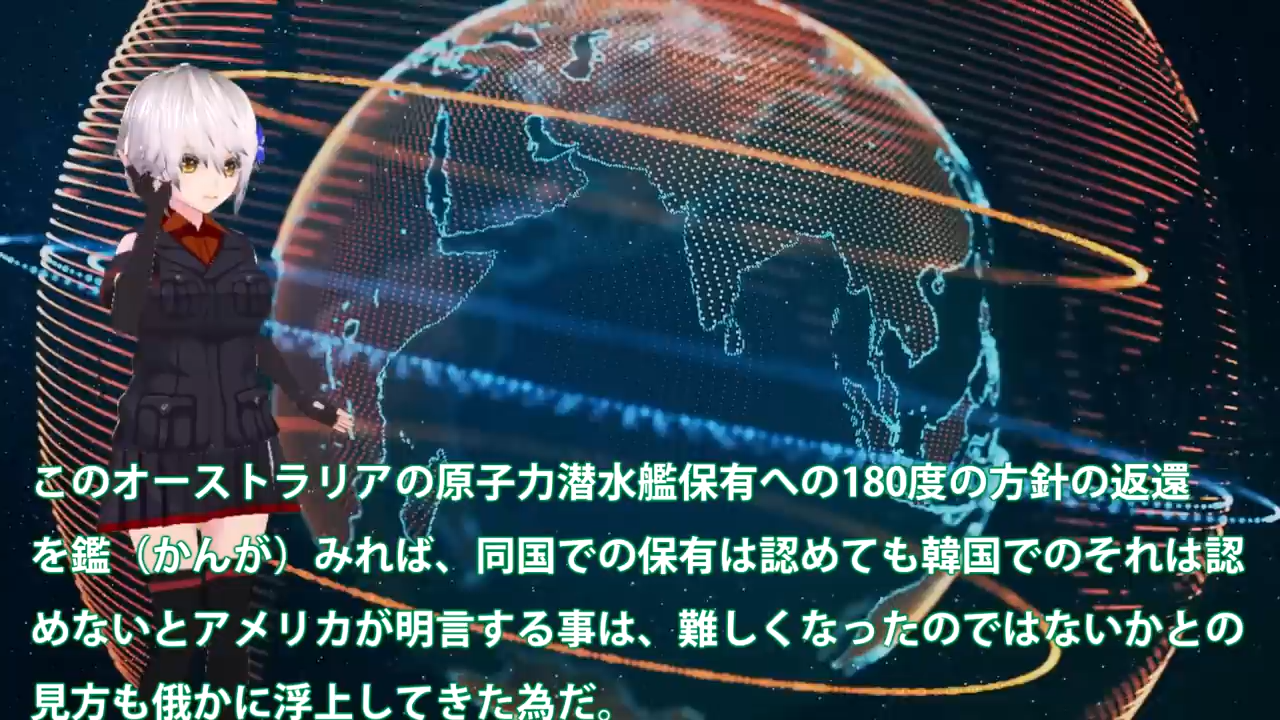 このオーストラリアの原子力潜水艦保有への180度の方針の返還
を鑑（かんが）みれば、同国での保有は認めても韓国でのそれは認
めないとアメリカが明言する事は、難しくなったのではないかとの
見方も俄かに浮上してきた為だ。